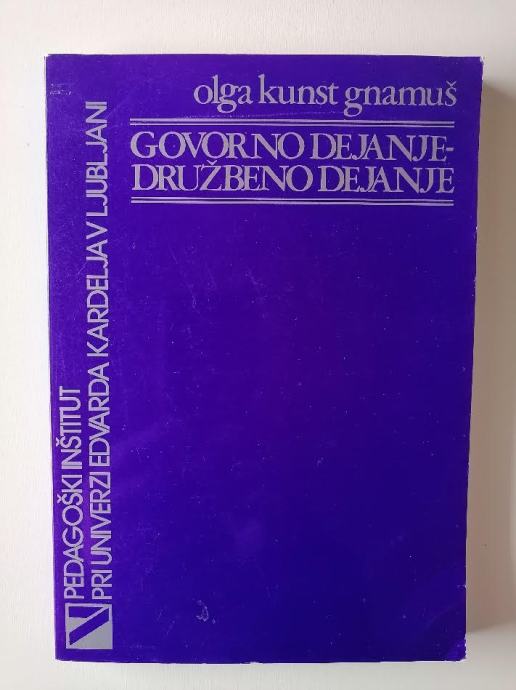 olga kunst gnamuš
GOVORNO DEJANJE-
DRUŽBENO DEJANJE
PEDAGOŠKI INŠTITUT
PRI UNIVERZI EDVARDA KARDELJA V LJUBLJANI